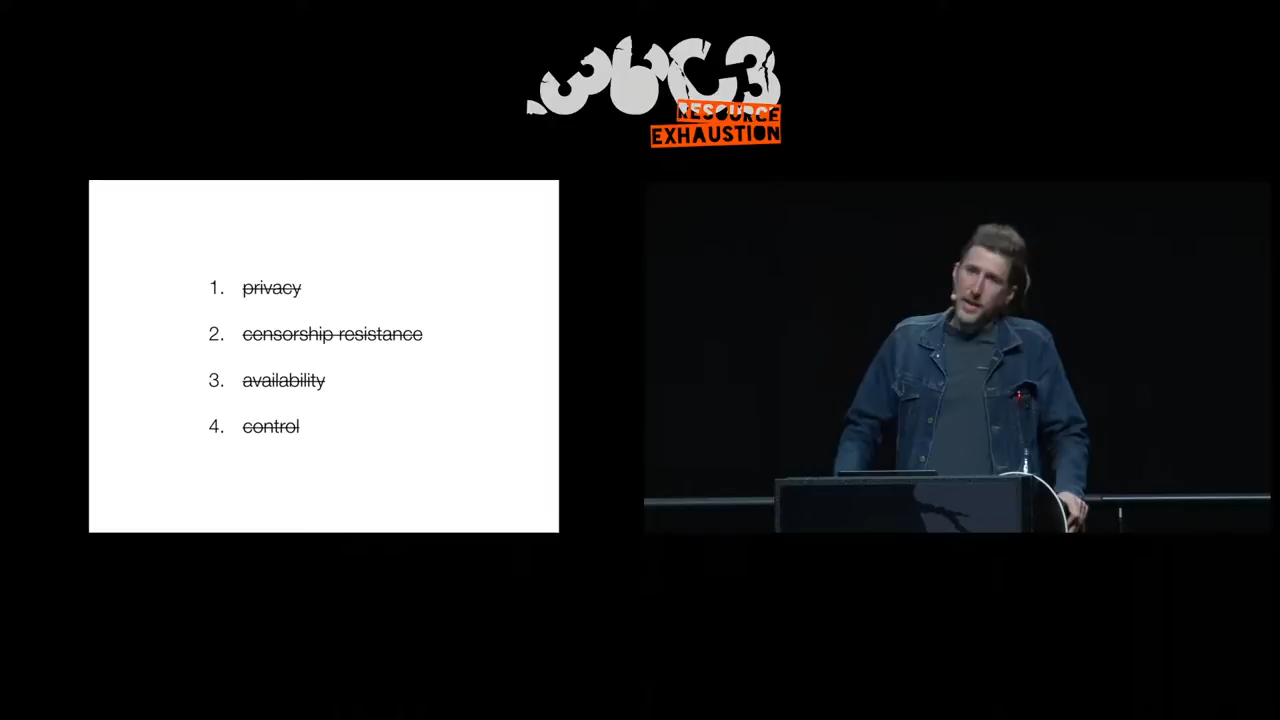 36C3
RESOURCE
EXHAUSTION
1. privacy
2. censorship resistance
3. availability
4. control